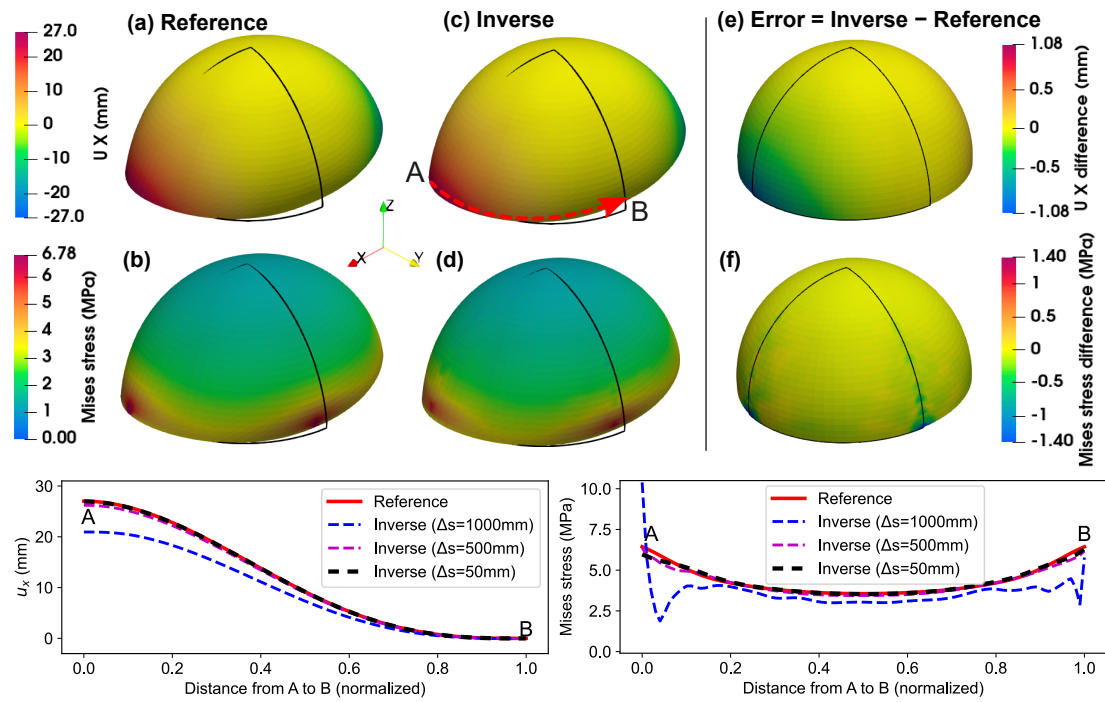 (a) Reference
(c) Inverse
(e) Error = Inverse − Reference
27.0
20
10
0
-10
-20
-27.0
U X (mm)
A
B
Z
X
Y
1.08
0.5
0
-0.5
-1.08
U X difference (mm)
(b)
(d)
(f)
6.78
6
5
4
3
2
1
0.00
Mises stress (MPa)
1.40
1
0.5
0
-0.5
-1
-1.40
Mises stress difference (MPa)
30
20
10
0
uₓ (mm)
A
B
Reference
Inverse (Δs=1000mm)
Inverse (Δs=500mm)
Inverse (Δs=50mm)
0.0 0.2 0.4 0.6 0.8 1.0
Distance from A to B (normalized)
10.0
7.5
5.0
2.5
0.0
Mises stress (MPa)
A
B
Reference
Inverse (Δs=1000mm)
Inverse (Δs=500mm)
Inverse (Δs=50mm)
0.0 0.2 0.4 0.6 0.8 1.0
Distance from A to B (normalized)